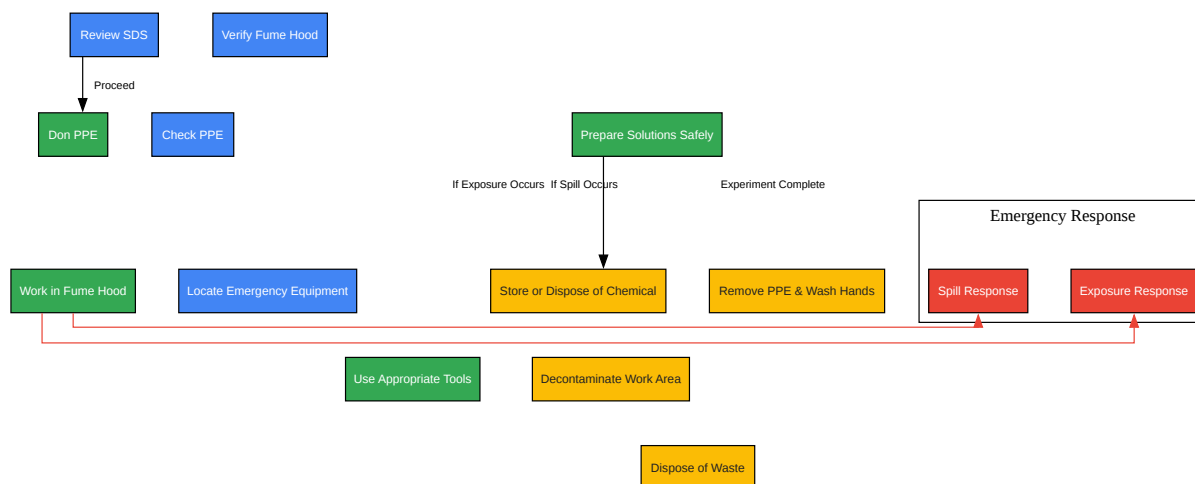 Review SDS
Verify Fume Hood
Proceed
Don PPE
Check PPE
Prepare Solutions Safely
If Exposure Occurs
If Spill Occurs
Experiment Complete
Emergency Response
Work in Fume Hood
Locate Emergency Equipment
Store or Dispose of Chemical
Remove PPE & Wash Hands
Spill Response
Exposure Response
Use Appropriate Tools
Decontaminate Work Area
Dispose of Waste